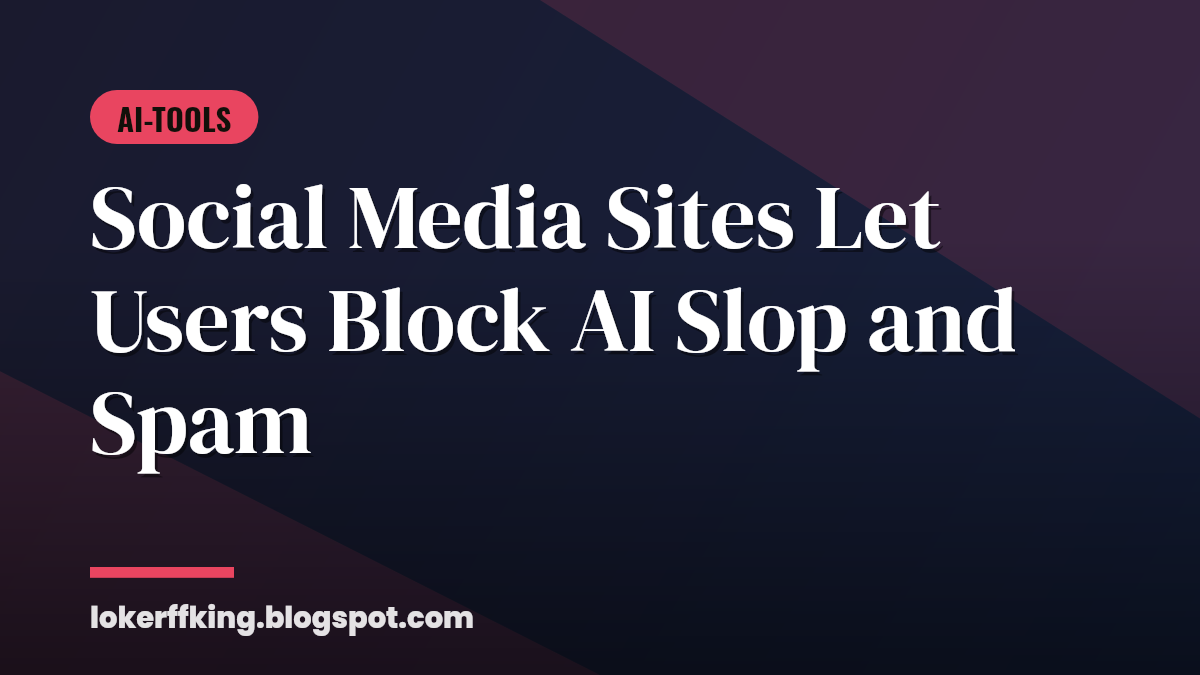 AI-TOOLS
Social Media Sites Let
Users Block AI Slop and
Spam
lokerffking.blogspot.com